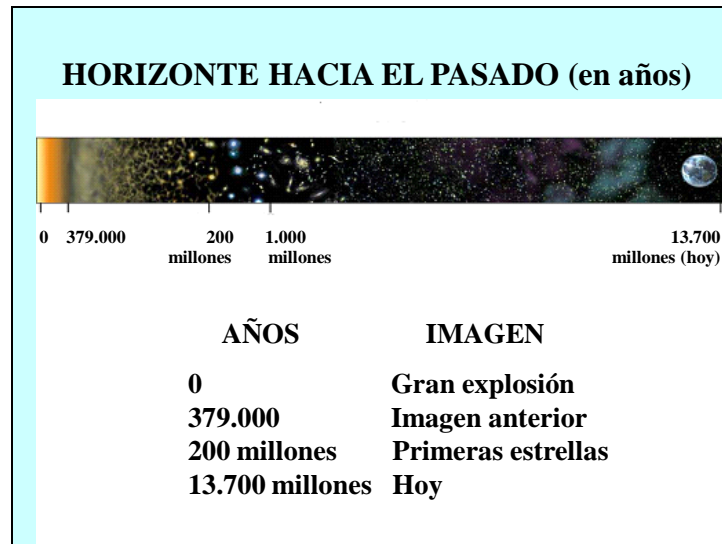 HORIZONTE HACIA EL PASADO (en años)
0 379.000 200 1.000 13.700
millones millones millones (hoy)
AÑOS IMAGEN
0 Gran explosión
379.000 Imagen anterior
200 millones Primeras estrellas
13.700 millones Hoy